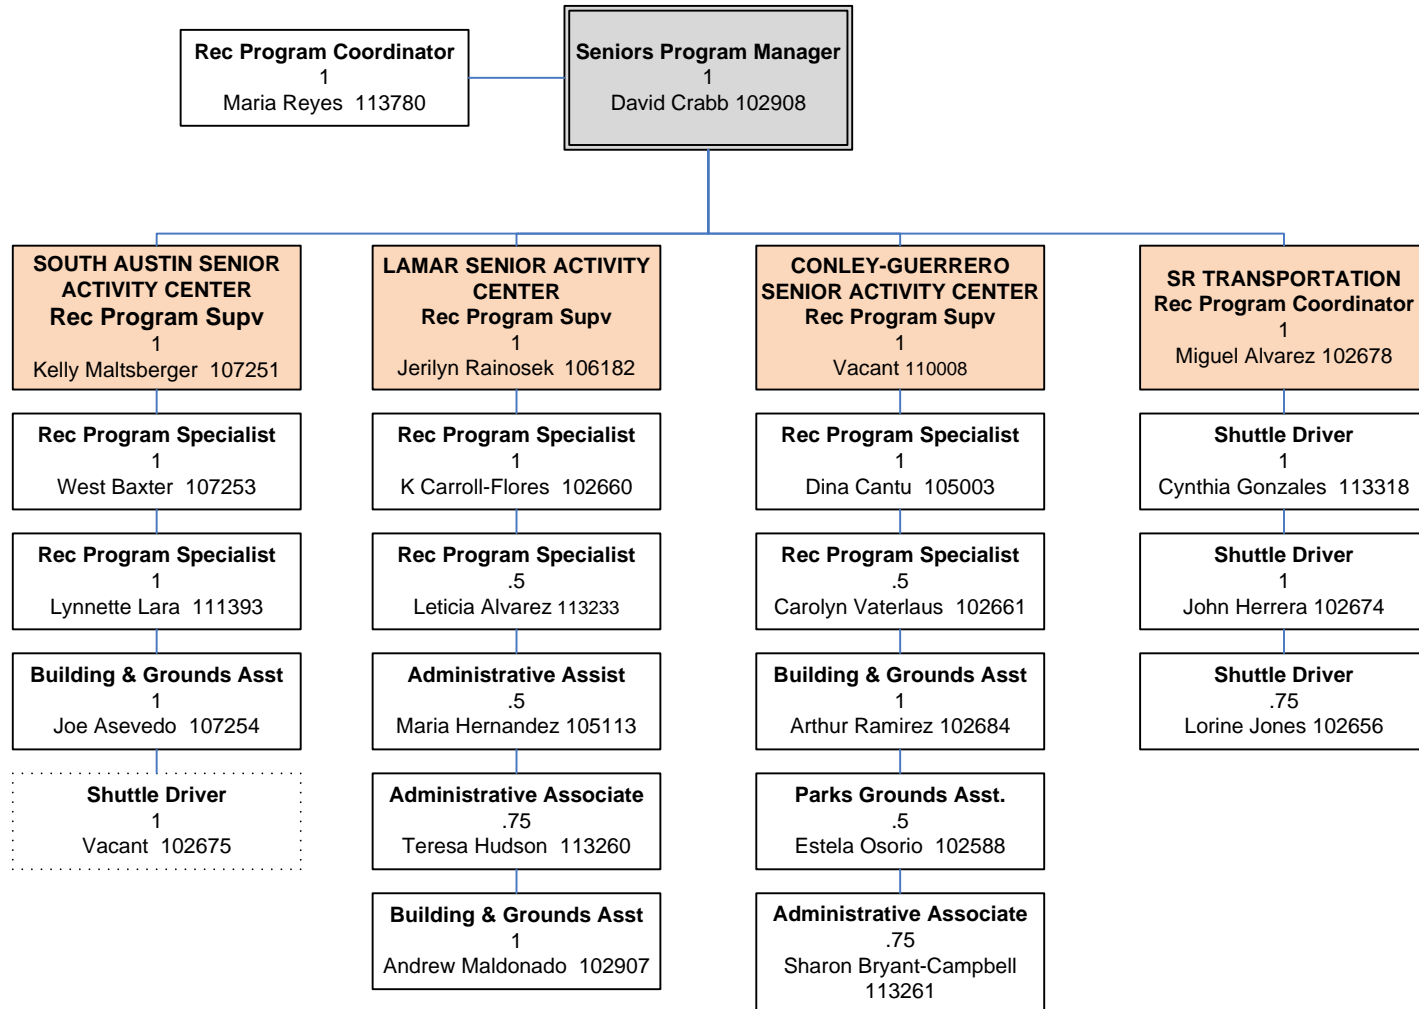 Rec Program Coordinator
1
Maria Reyes 113780
Seniors Program Manager
1
David Crabb 102908
SOUTH AUSTIN SENIOR
ACTIVITY CENTER
Rec Program Supv
1
Kelly Maltsberger 107251
Rec Program Specialist
1
West Baxter 107253
Rec Program Specialist
1
Lynnette Lara 111393
Building & Grounds Asst
1
Joe Asevedo 107254
Shuttle Driver
1
Vacant 102675
LAMAR SENIOR ACTIVITY
CENTER
Rec Program Supv
1
Jerilyn Rainosek 106182
Rec Program Specialist
1
K Carroll-Flores 102660
Rec Program Specialist
.5
Leticia Alvarez 113233
Administrative Assist
.5
Maria Hernandez 105113
Administrative Associate
.75
Teresa Hudson 113260
Building & Grounds Asst
1
Andrew Maldonado 102907
CONLEY-GUERRERO
SENIOR ACTIVITY CENTER
Rec Program Supv
1
Vacant 110008
Rec Program Specialist
1
Dina Cantu 105003
Rec Program Specialist
.5
Carolyn Vaterlaus 102661
Building & Grounds Asst
1
Arthur Ramirez 102684
Parks Grounds Asst.
.5
Estela Osorio 102588
Administrative Associate
.75
Sharon Bryant-Campbell
113261
SR TRANSPORTATION
Rec Program Coordinator
1
Miguel Alvarez 102678
Shuttle Driver
1
Cynthia Gonzales 113318
Shuttle Driver
1
John Herrera 102674
Shuttle Driver
.75
Lorine Jones 102656